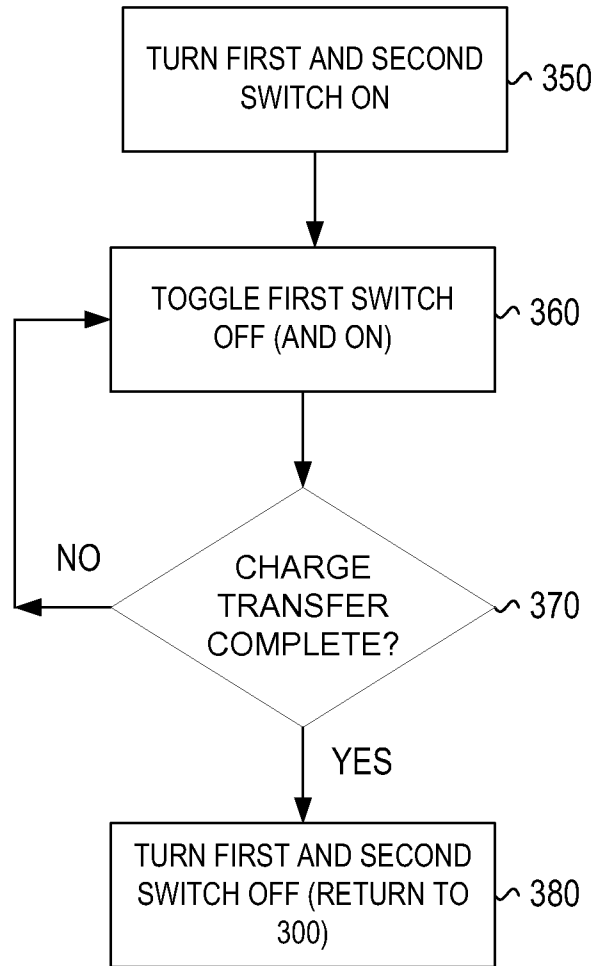 TURN FIRST AND SECOND
SWITCH ON
350
TOGGLE FIRST SWITCH
OFF (AND ON)
360
NO
CHARGE
TRANSFER
COMPLETE?
370
YES
TURN FIRST AND SECOND
SWITCH OFF (RETURN TO
300)
380